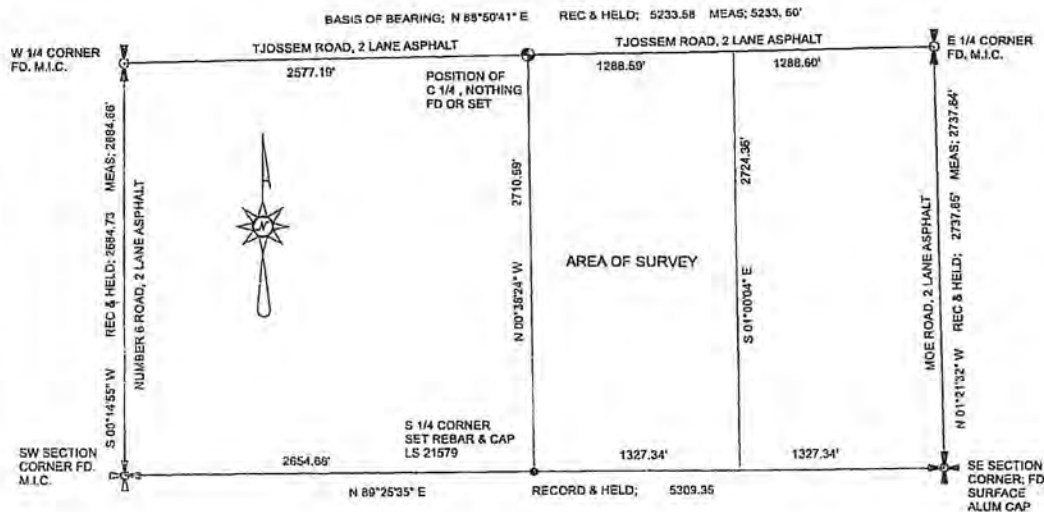 BASIS OF BEARING; N 88°50'41" E REC & HELD; 5233.58 MEAS; 5233, 60'
W 1/4 CORNER
FD. M.I.C.
TJOSSEM ROAD, 2 LANE ASPHALT
TJOSSEM ROAD, 2 LANE ASPHALT
E 1/4 CORNER
FD, M.I.C.
2577.19'
1288.59'
1288.60'
POSITION OF
C 1/4 , NOTHING
FD OR SET
S 00°14'55" W REC & HELD; 2684.73 MEAS; 2684.66'
NUMBER 6 ROAD, 2 LANE ASPHALT
N
2710.59'
N 00°38'24" W
AREA OF SURVEY
2724.36'
S 01°00'04" E
MOE ROAD, 2 LANE ASPHALT
N 01°21'32" W REC & HELD; 2737.85' MEAS; 2737.84'
SW SECTION
CORNER FD.
M.I.C.
S 1/4 CORNER
SET REBAR & CAP
LS 21579
2654.68'
1327.34'
1327.34'
N 89°25'35" E
RECORD & HELD; 5309.35
SE SECTION
CORNER; FD
SURFACE
ALUM CAP